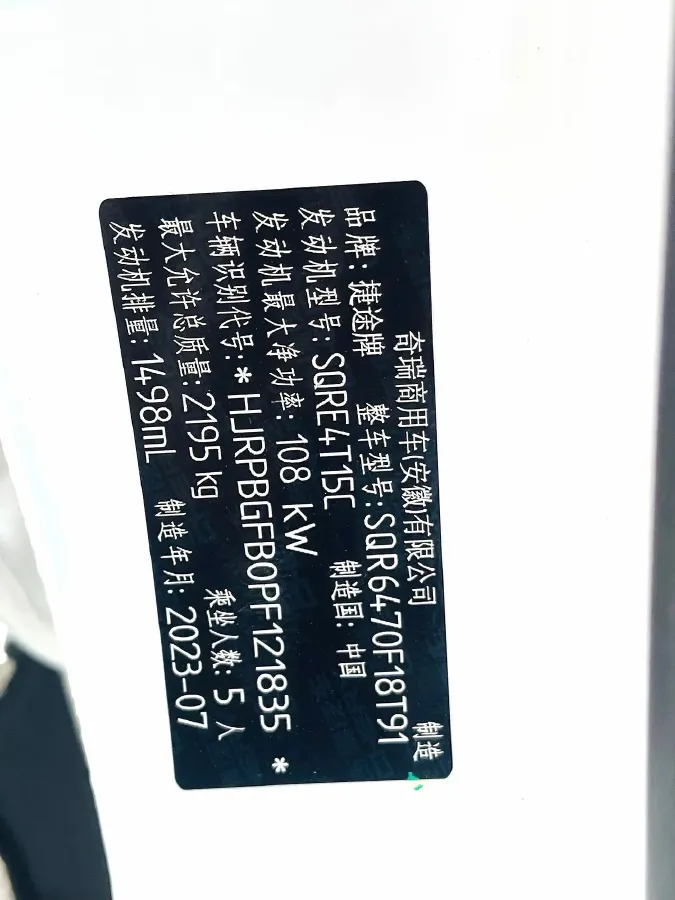 奇瑞商用车(安徽)有限公司 制造
品牌:捷途牌 整车型号:SQR6470F18T91
发动机型号:SQRE4T15C 制造国:中国
发动机最大净功率:108 kW
车辆识别代号:*HJRPBGFB0PF121835*
最大允许总质量:2195 kg 乘坐人数:5 人
发动机排量:1498mL 制造年月:2023-07